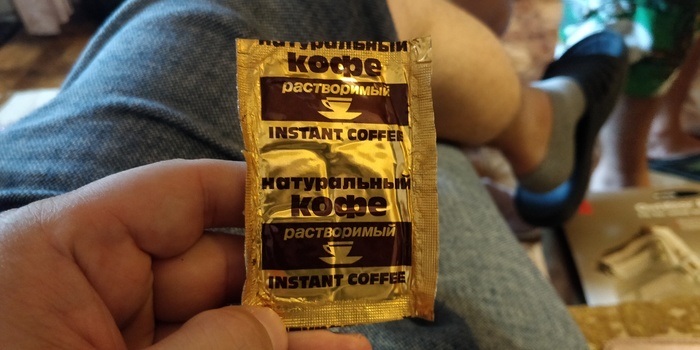 натуральный
кофе
растворимый
INSTANT COFFEE
натуральный
кофе
растворимый
INSTANT COFFEE